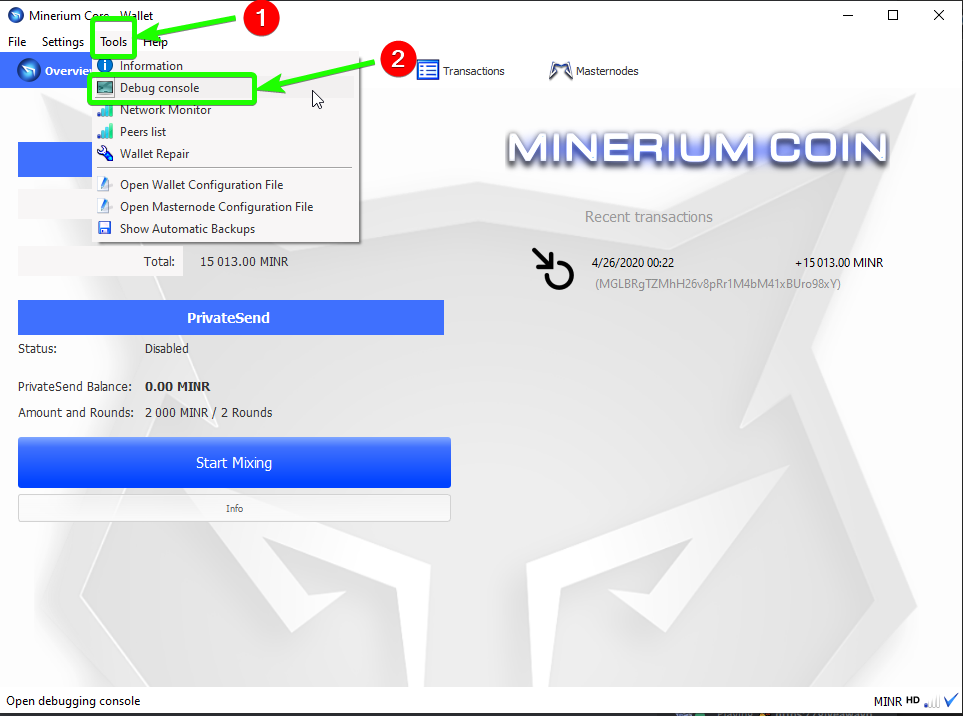 Minerium Core - Wallet
1
File Settings Tools Help
2
Overview
Transactions
Masternodes
Information
Debug console
Network Monitor
Peers list
Wallet Repair
Open Wallet Configuration File
Open Masternode Configuration File
Show Automatic Backups
MINERIUM COIN
Recent transactions
Total: 15 013.00 MINR
4/26/2020 00:22 +15 013.00 MINR
(MGLBRgTZMhH26v8pRr1M4bM41xBUro98xY)
PrivateSend
Status: Disabled
PrivateSend Balance: 0.00 MINR
Amount and Rounds: 2 000 MINR / 2 Rounds
Start Mixing
Info
Open debugging console
MINR HD